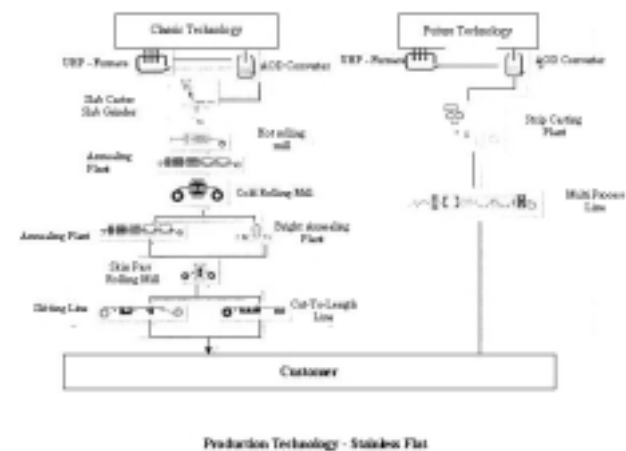 Classic Technology
Future Technology
UHP - Furnace
AOD Converter
UHP - Furnace
AOD Converter
Slab Caster
Slab Grinder
Strip Casting
Plant
Hot rolling
mill
Annealing
Plant
Cold Rolling Mill
Multi Process
Line
Annealing Plant
Bright Annealing
Plant
Skin Pass
Rolling Mill
Slitting Line
Cut-To-Length
Line
Customer
Production Technology - Stainless Flat